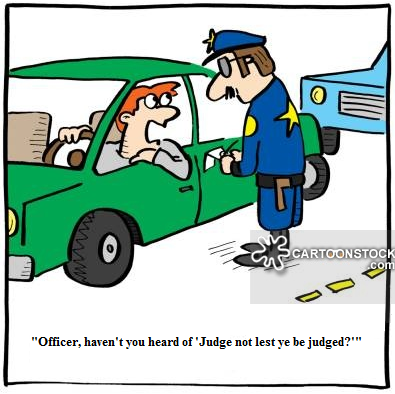 CARTOONSTOCK
.com
"Officer, haven't you heard of 'Judge not lest ye be judged?'"